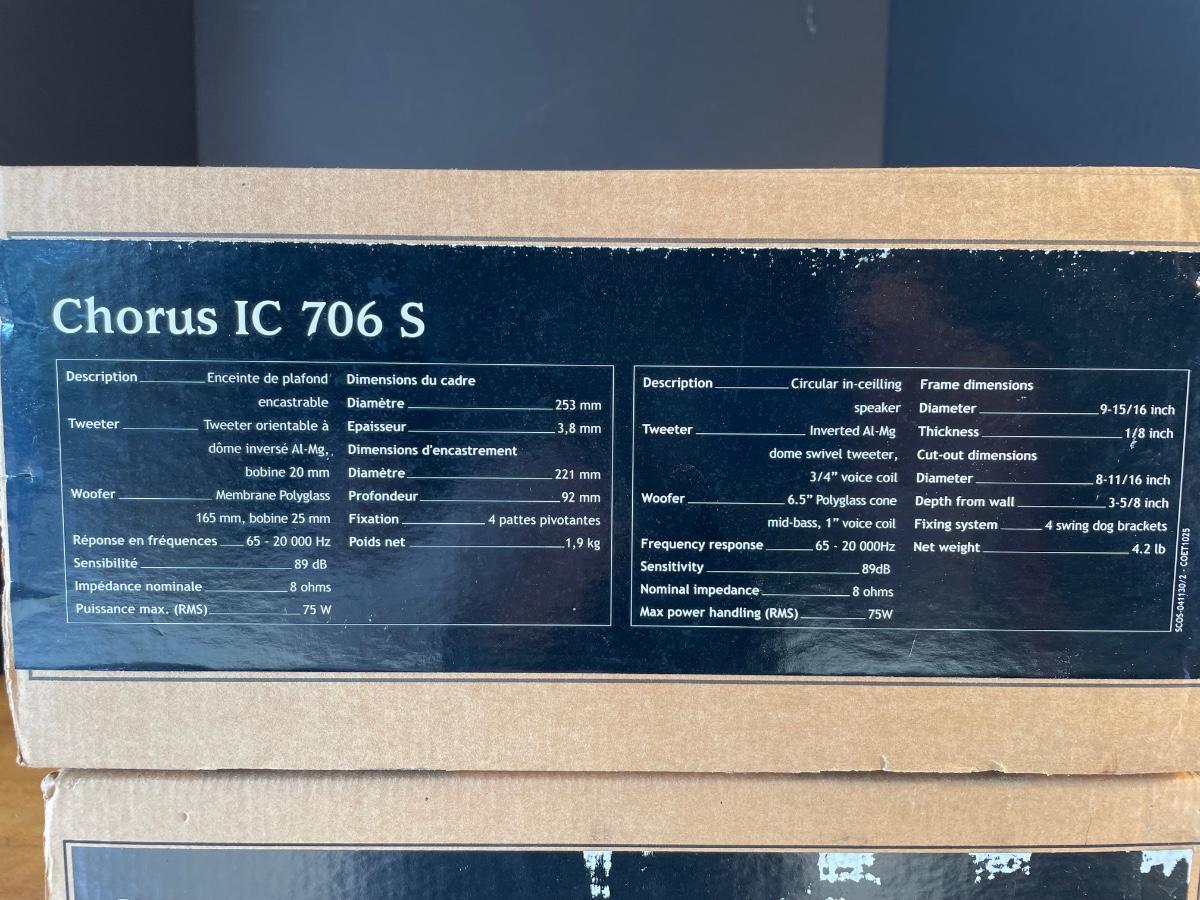 Chorus IC 706 S
Description Enceinte de plafond
encastrable
Tweeter Tweeter orientable à
dôme inversé Al-Mg,
bobine 20 mm
Woofer Membrane Polyglass
165 mm, bobine 25 mm
Réponse en fréquences 65 - 20 000 Hz
Sensibilité 89 dB
Impédance nominale 8 ohms
Puissance max. (RMS) 75 W
Dimensions du cadre
Diamètre 253 mm
Epaisseur 3,8 mm
Dimensions d'encastrement
Diamètre 221 mm
Profondeur 92 mm
Fixation 4 pattes pivotantes
Poids net 1,9 kg
Description Circular in-ceilling
speaker
Tweeter Inverted Al-Mg
dome swivel tweeter,
3/4” voice coil
Woofer 6.5” Polyglass cone
mid-bass, 1” voice coil
Frequency response 65 - 20 000Hz
Sensitivity 89dB
Nominal impedance 8 ohms
Max power handling (RMS) 75W
Frame dimensions
Diameter 9-15/16 inch
Thickness 1/8 inch
Cut-out dimensions
Diameter 8-11/16 inch
Depth from wall 3-5/8 inch
Fixing system 4 swing dog brackets
Net weight 4.2 lb
SCOS-041130/2 - COET1025